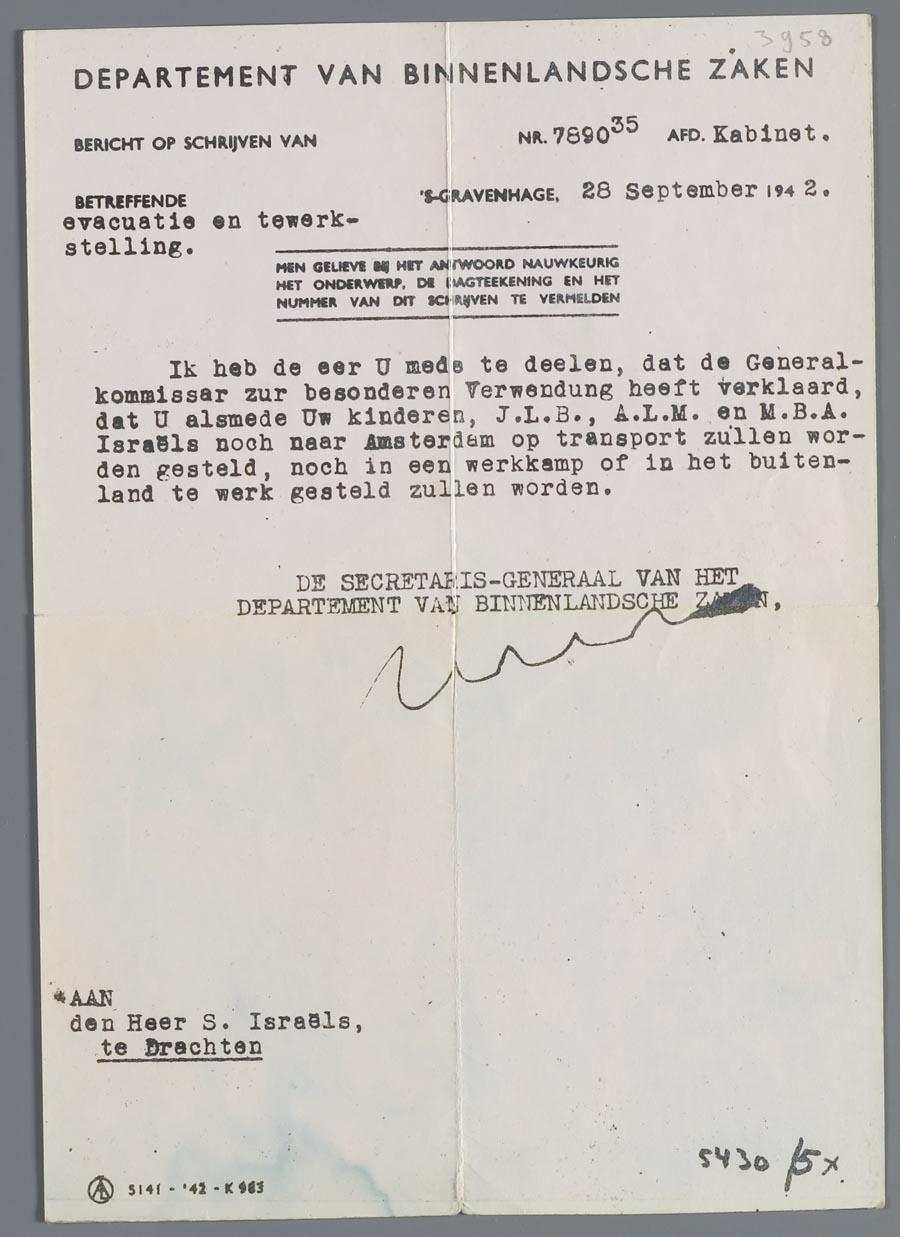 3958
DEPARTEMENT VAN BINNENLANDSCHE ZAKEN
BERICHT OP SCHRIJVEN VAN
NR. 7890 35 AFD. Kabinet.
BETREFFENDE
evacuatie en tewerk-
stelling.
'S-GRAVENHAGE, 28 September 1942.
MEN GELIEVE BIJ HET ANTWOORD NAUWKEURIG
HET ONDERWERP, DE DAGTEEKENING EN HET
NUMMER VAN DIT SCHRIJVEN TE VERMELDEN
Ik heb de eer U mede te deelen, dat de General-
kommissar zur besonderen Verwendung heeft verklaard,
dat U alsmede Uw kinderen, J.L.B., A.L.M. en M.B.A.
Israëls noch naar Amsterdam op transport zullen wor-
den gesteld, noch in een werkkamp of in het buiten-
land te werk gesteld zullen worden.
DE SECRETARIS-GENERAAL VAN HET
DEPARTEMENT VAN BINNENLANDSCHE ZAKEN,
AAN
den Heer S. Israëls,
te Drachten
5141 - '42 - K 983
5430 /5x